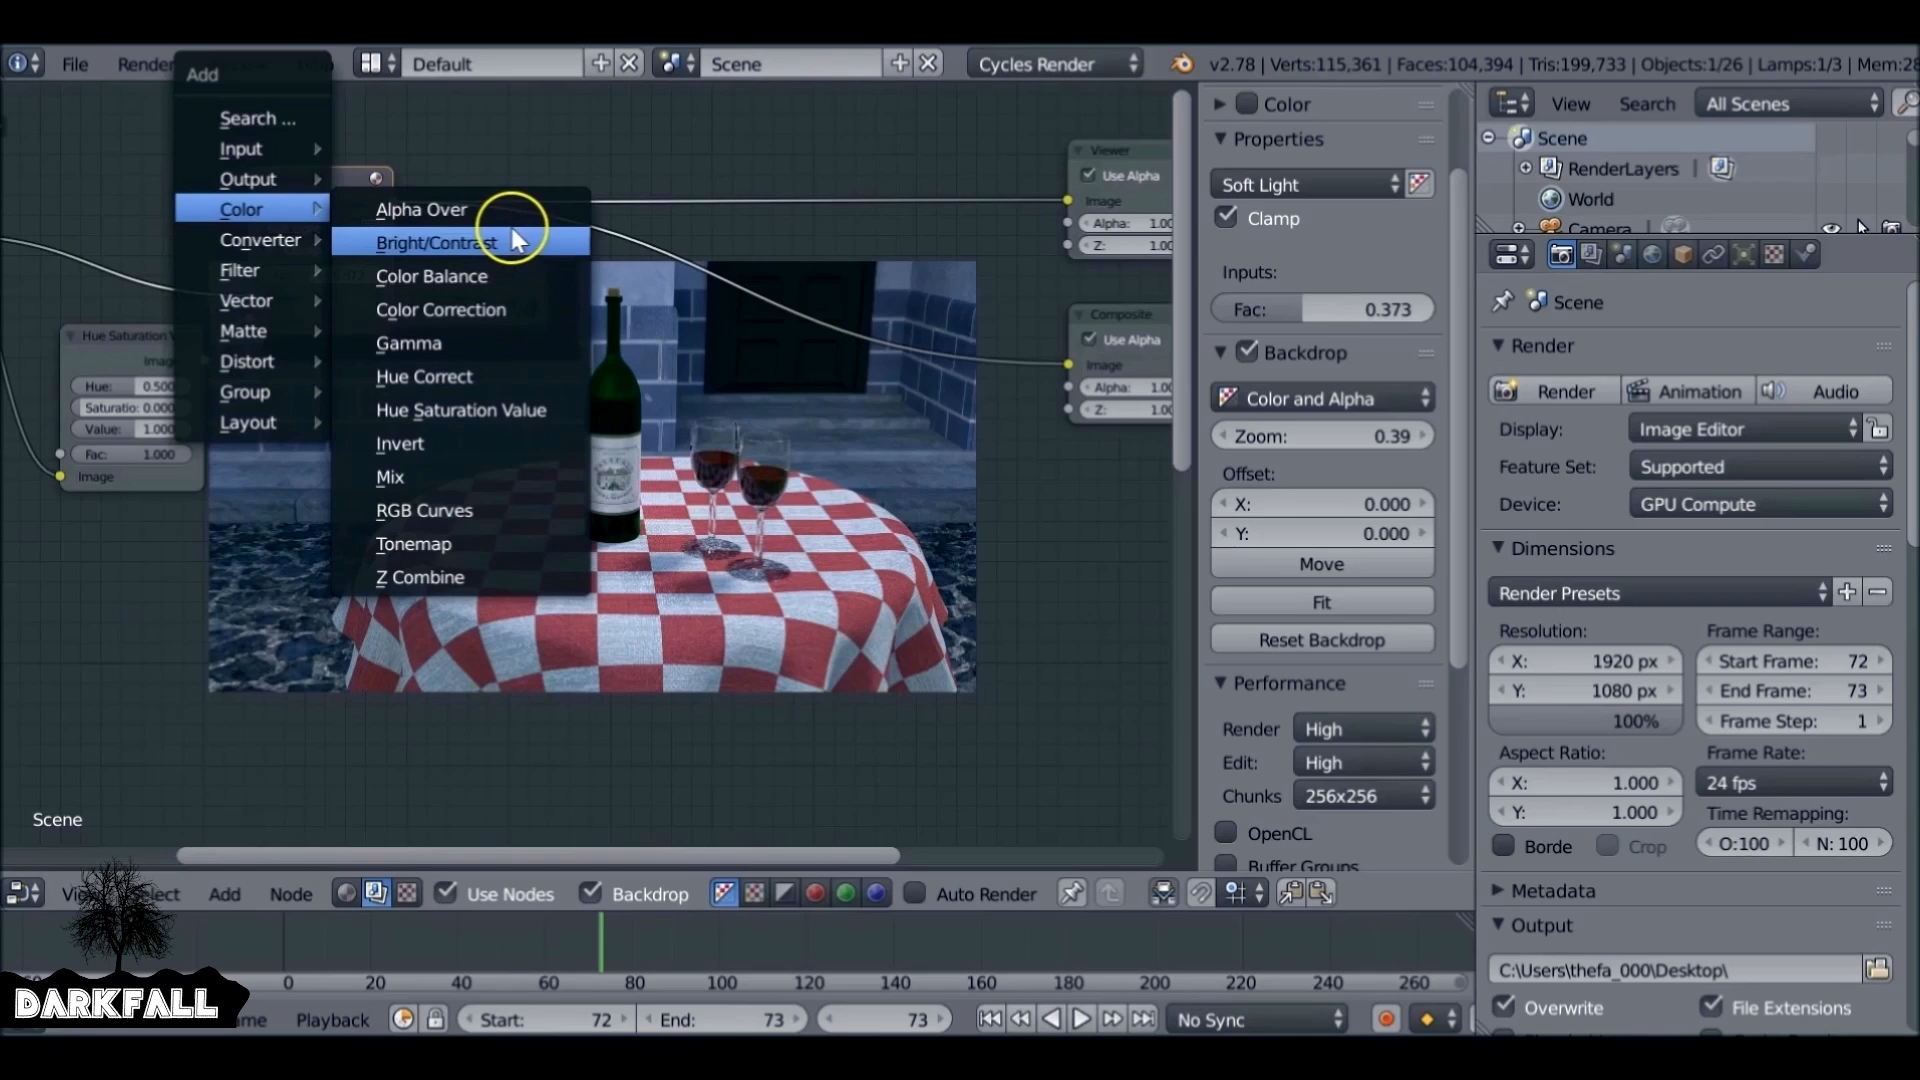 File
Render
Default
Scene
Cycles Render
v2.78 | Verts:115,361 | Faces:104,394 | Tris:199,733 | Objects:1/26 | Lamps:1/3 | Mem:28
Add
Search ...
Input
Output
Color
Converter
Filter
Vector
Matte
Distort
Group
Layout
Alpha Over
Bright/Contrast
Color Balance
Color Correction
Gamma
Hue Correct
Hue Saturation Value
Invert
Mix
RGB Curves
Tonemap
Z Combine
Hue Saturation V
Imag
Hue: 0.500
Saturatio: 0.000
Value: 1.000
Fac: 1.000
Image
Viewer
Use Alpha
Image
Alpha: 1.00
Z: 1.00
Composite
Use Alpha
Image
Alpha: 1.00
Z: 1.00
Scene
Color
Properties
Soft Light
Clamp
Inputs:
Fac: 0.373
Backdrop
Color and Alpha
Zoom: 0.39
Offset:
X: 0.000
Y: 0.000
Move
Fit
Reset Backdrop
Performance
Render High
Edit: High
Chunks 256x256
OpenCL
Buffer Groups
View Search All Scenes
Scene
RenderLayers
World
Camera
Scene
Render
Render Animation Audio
Display: Image Editor
Feature Set: Supported
Device: GPU Compute
Dimensions
Render Presets
Resolution: Frame Range:
X: 1920 px Start Frame: 72
Y: 1080 px End Frame: 73
100% Frame Step: 1
Aspect Ratio: Frame Rate:
X: 1.000 24 fps
Y: 1.000 Time Remapping:
Borde Crop O:100 N: 100
Metadata
Output
C:\Users\thefa_000\Desktop\
Overwrite File Extensions
Add Node Use Nodes Backdrop Auto Render
0 20 40 60 80 100 120 140 160 180 200 220 240 260
Playback Start: 72 End: 73 73 No Sync
DARKFALL